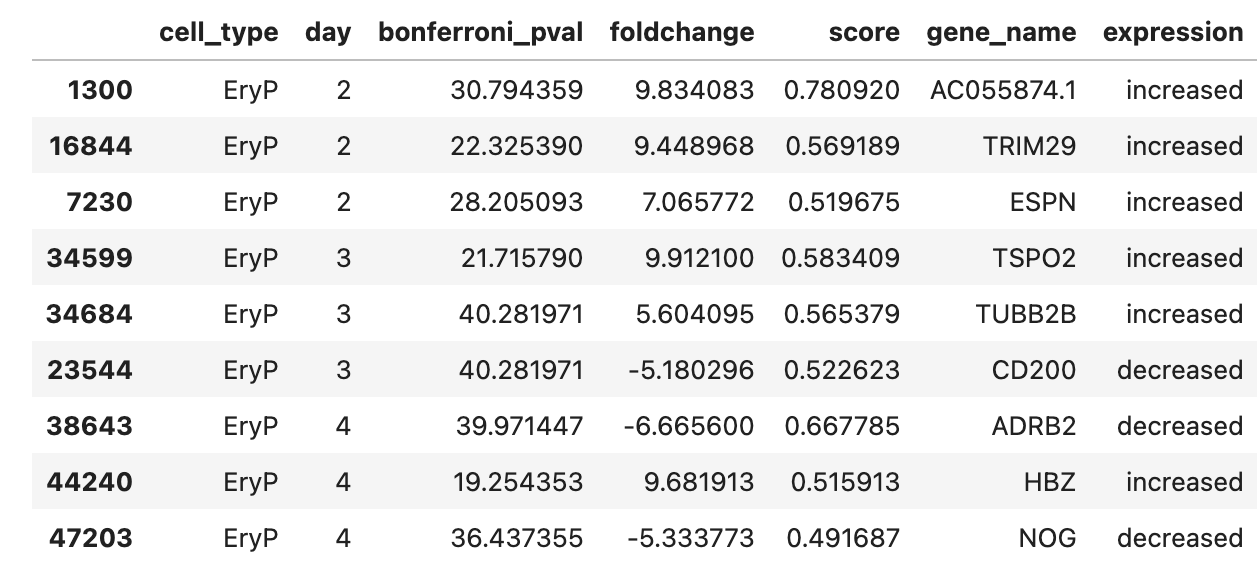 cell_type day bonferroni_pval foldchange score gene_name expression
1300 EryP 2 30.794359 9.834083 0.780920 AC055874.1 increased
16844 EryP 2 22.325390 9.448968 0.569189 TRIM29 increased
7230 EryP 2 28.205093 7.065772 0.519675 ESPN increased
34599 EryP 3 21.715790 9.912100 0.583409 TSPO2 increased
34684 EryP 3 40.281971 5.604095 0.565379 TUBB2B increased
23544 EryP 3 40.281971 -5.180296 0.522623 CD200 decreased
38643 EryP 4 39.971447 -6.665600 0.667785 ADRB2 decreased
44240 EryP 4 19.254353 9.681913 0.515913 HBZ increased
47203 EryP 4 36.437355 -5.333773 0.491687 NOG decreased